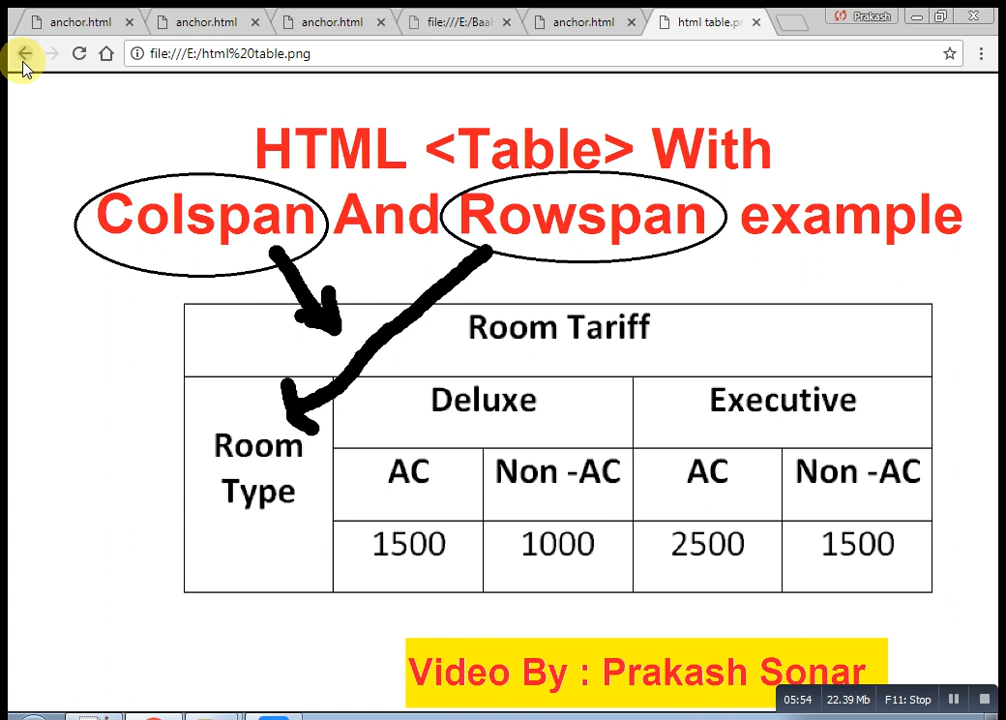 anchor.html anchor.html anchor.html file:///E:/Baal anchor.html html table.pn Prakash
file:///E:/html%20table.png
HTML <Table> With
Colspan And Rowspan example
Room Tariff
Room Type
Deluxe Executive
AC Non -AC AC Non -AC
1500 1000 2500 1500
Video By : Prakash Sonar
05:54 22.39 Mb F11: Stop